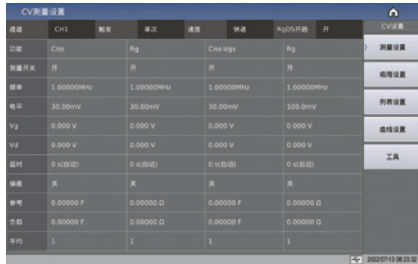 CV测量设置
通道 CH1 触发 单次 速度 快速 RgDS开路 开
功能 Ciss Rg Ciss-Vgs Rg
测量开关 开 开 开 开
频率 1.00000MHz 1.00000MHz 1.00000MHz 1.00000MHz
电平 30.00mV 30.00mV 30.00mV 100.0mV
Vg 0.000 V 0.000 V 0.000 V 0.000 V
Vd 0.000 V 0.000 V 0.000 V 0.000 V
延时 0 s(自动) 0 s(自动) 0 s(自动) 0 s(自动)
偏差 关 关 关 关
参考 0.00000 F 0.00000 Ω 0.00000 F 0.00000 Ω
负载 0.00000 F 0.00000 Ω 0.00000 F 0.00000 Ω
平均 1 1 1 1
CV设置
测量设置
极限设置
列表设置
曲线设置
工具
2022/07/13 08:23:32